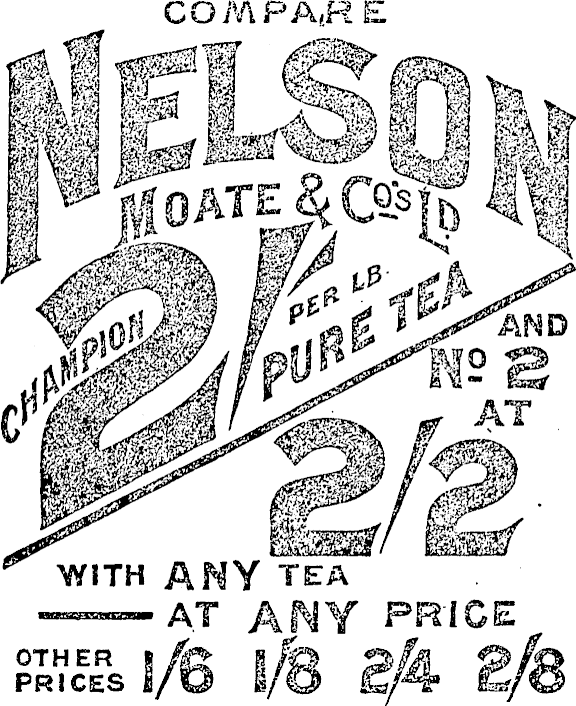 COMPARE
NELSON
MOATE & CO'S LD.
CHAMPION 2/- PER LB.
PURE TEA
AND
No 2
AT
2/2
WITH ANY TEA
AT ANY PRICE
OTHER PRICES 1/6 1/8 2/4 2/8